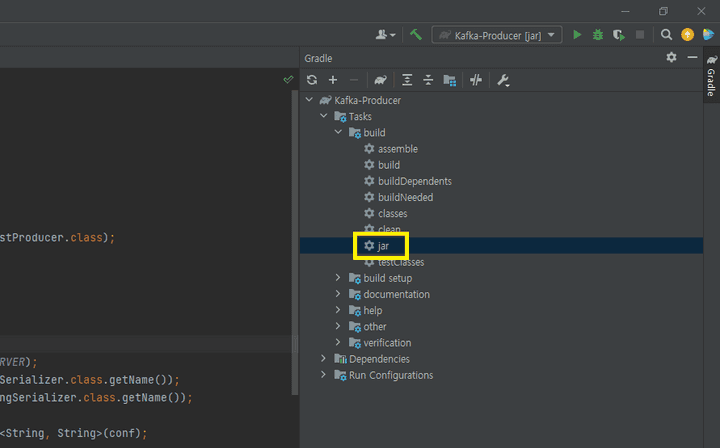 Kafka-Producer [jar]
Gradle
Gradle
Kafka-Producer
Tasks
build
assemble
build
buildDependents
buildNeeded
classes
clean
jar
testClasses
build setup
documentation
help
other
verification
Dependencies
Run Configurations
stProducer.class);
RVER);
Serializer.class.getName());
ngSerializer.class.getName());
<String, String>(conf);